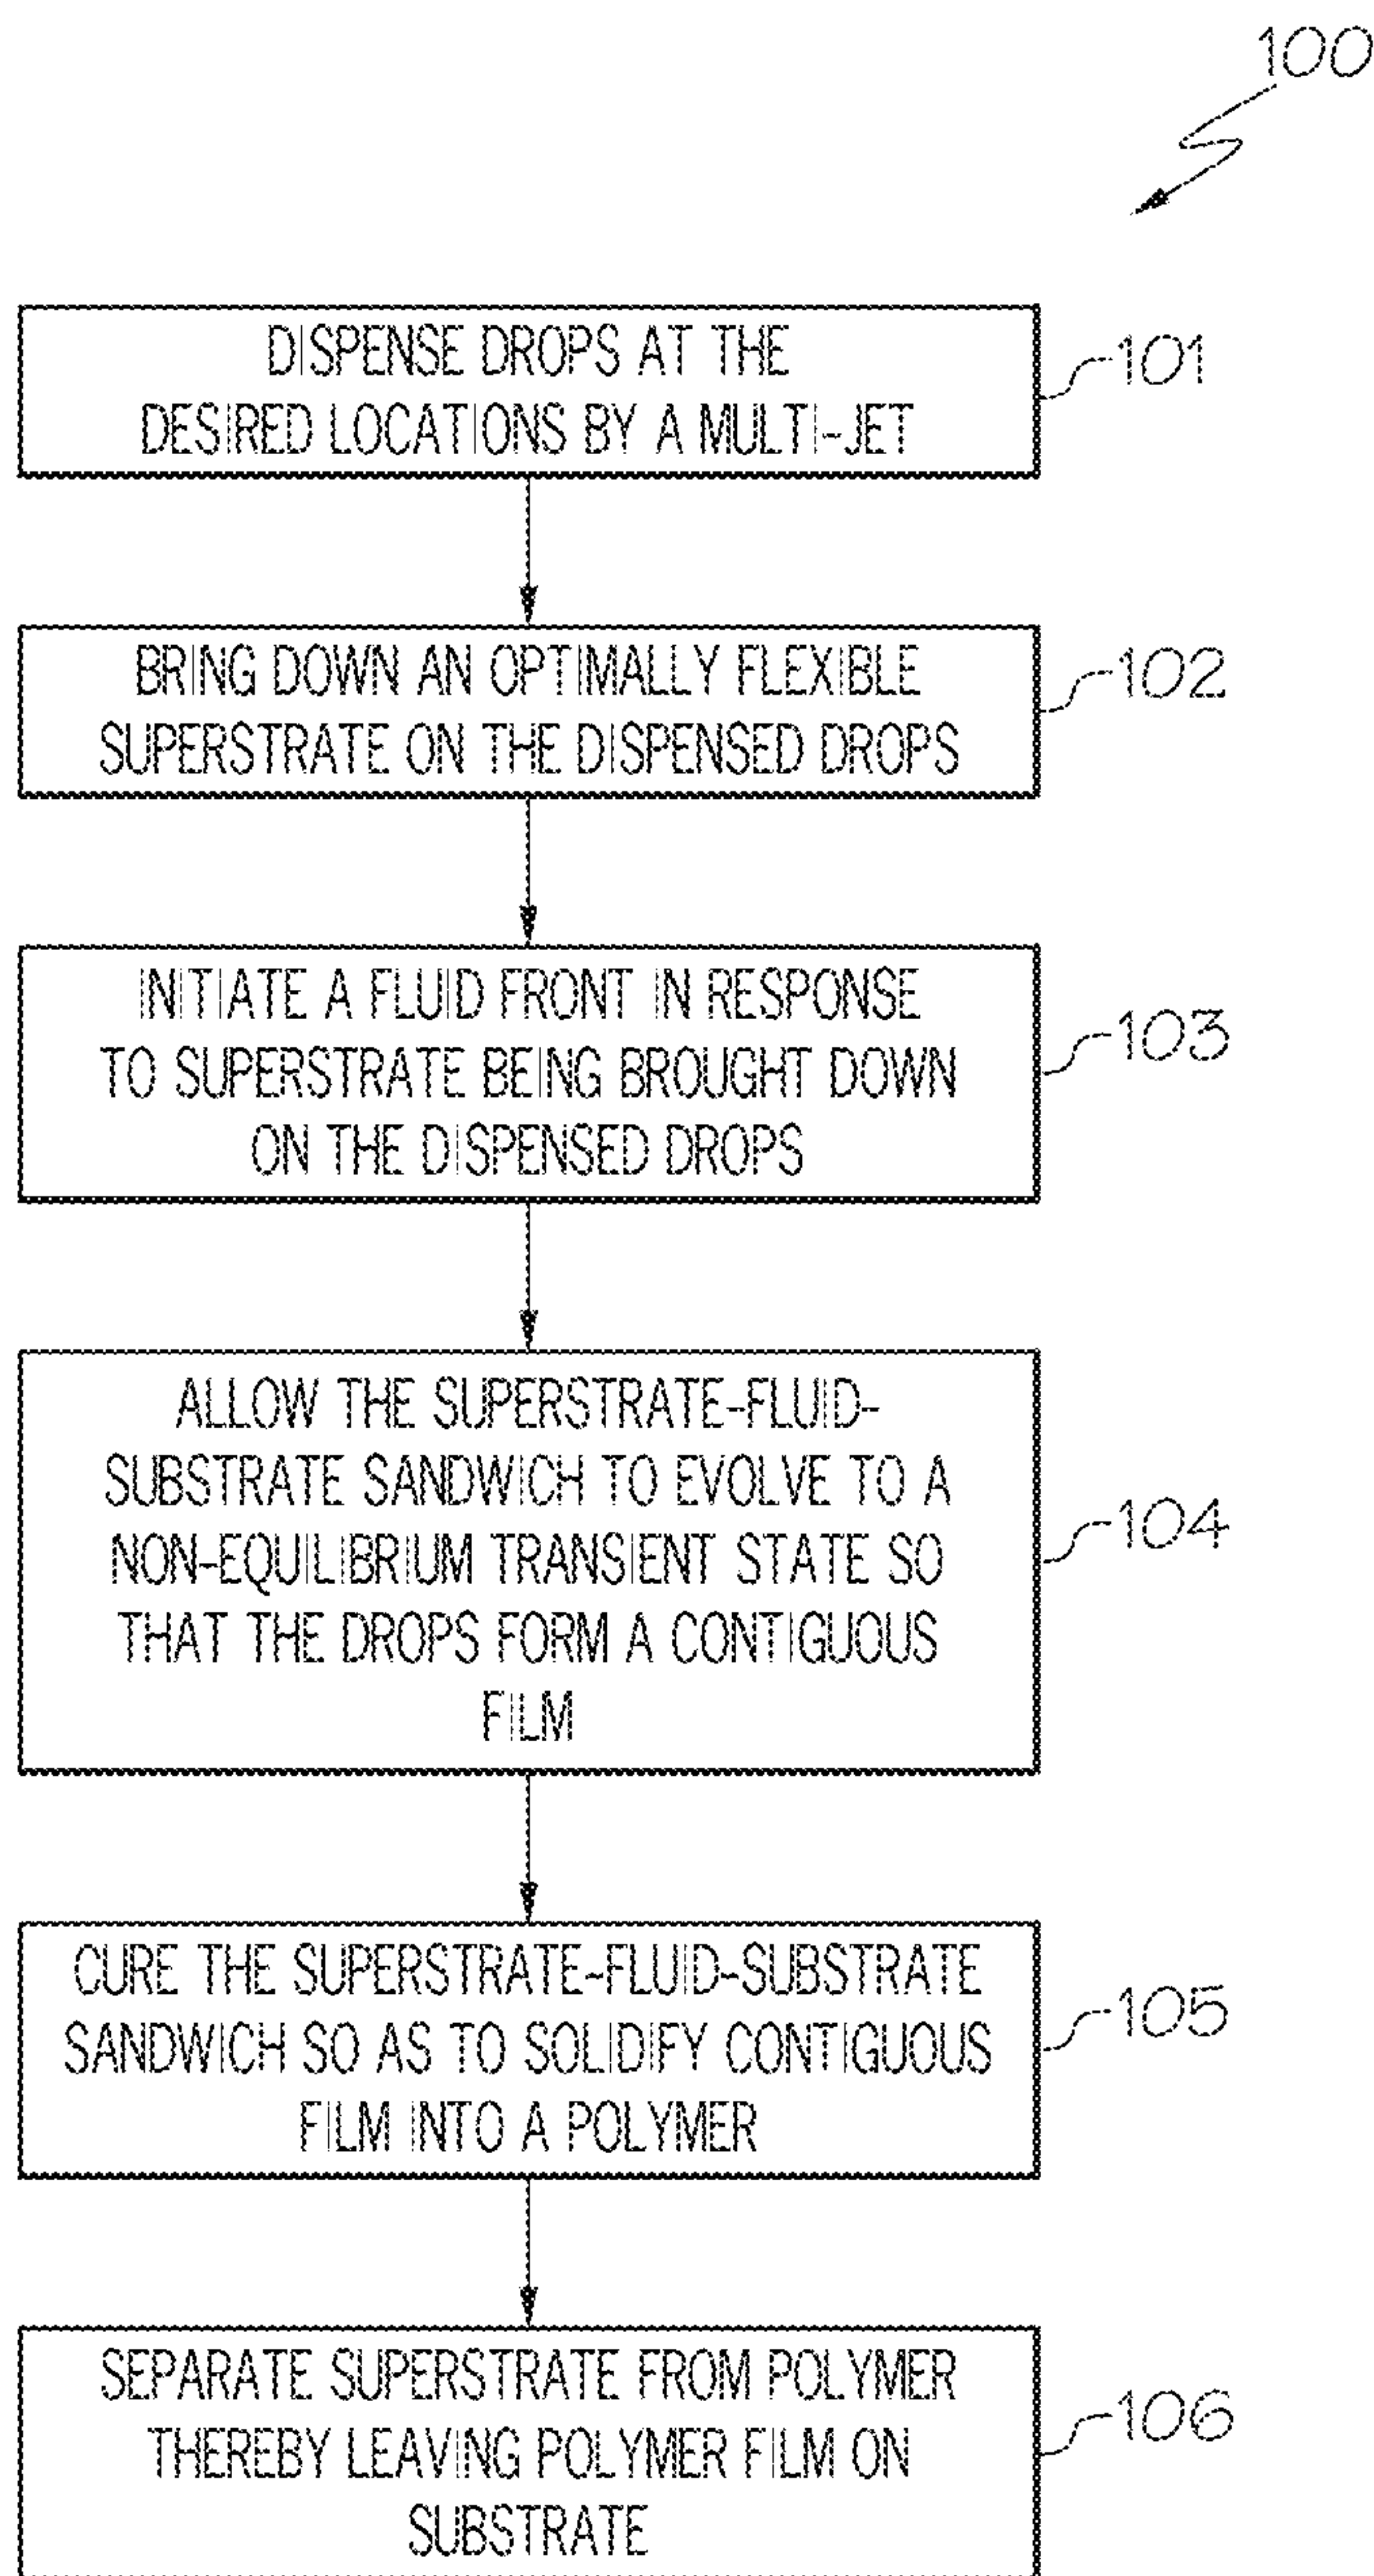 100
DISPENSE DROPS AT THE
DESIRED LOCATIONS BY A MULTI-JET
101
BRING DOWN AN OPTIMALLY FLEXIBLE
SUPERSTRATE ON THE DISPENSED DROPS
102
INITIATE A FLUID FRONT IN RESPONSE
TO SUPERSTRATE BEING BROUGHT DOWN
ON THE DISPENSED DROPS
103
ALLOW THE SUPERSTRATE-FLUID-
SUBSTRATE SANDWICH TO EVOLVE TO A
NON-EQUILIBRIUM TRANSIENT STATE SO
THAT THE DROPS FORM A CONTIGUOUS
FILM
104
CURE THE SUPERSTRATE-FLUID-SUBSTRATE
SANDWICH SO AS TO SOLIDIFY CONTIGUOUS
FILM INTO A POLYMER
105
SEPARATE SUPERSTRATE FROM POLYMER
THEREBY LEAVING POLYMER FILM ON
SUBSTRATE
106